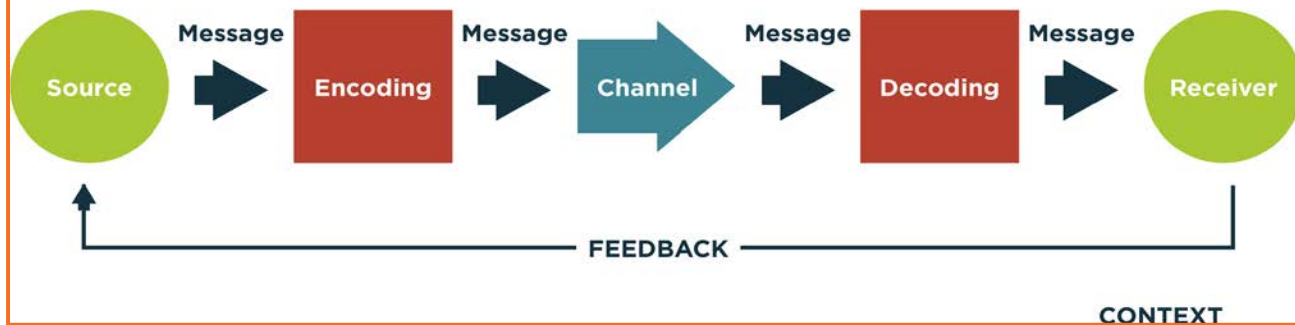 Message Message Message Message
Source Encoding Channel Decoding Receiver
FEEDBACK
CONTEXT